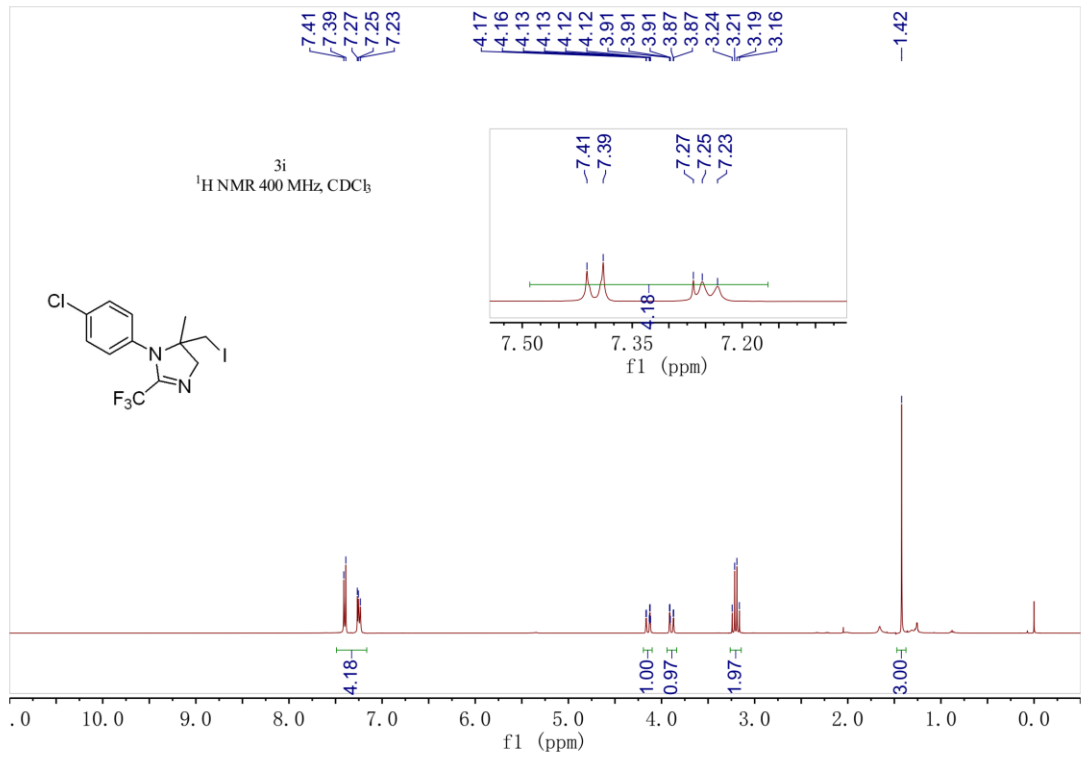 7.41 7.39 7.27 7.25 7.23 4.17 4.16 4.13 4.13 4.12 4.12 3.91 3.91 3.91 3.87 3.87 3.24 3.21 3.19 3.16 1.42
3i
¹H NMR 400 MHz, CDCl₃
7.41 7.39 7.27 7.25 7.23
4.18
7.50 7.35 7.20
f1 (ppm)
Cl
N
I
F₃C
N
4.18 1.00 0.97 1.97 3.00
.0 10.0 9.0 8.0 7.0 6.0 5.0 4.0 3.0 2.0 1.0 0.0
f1 (ppm)